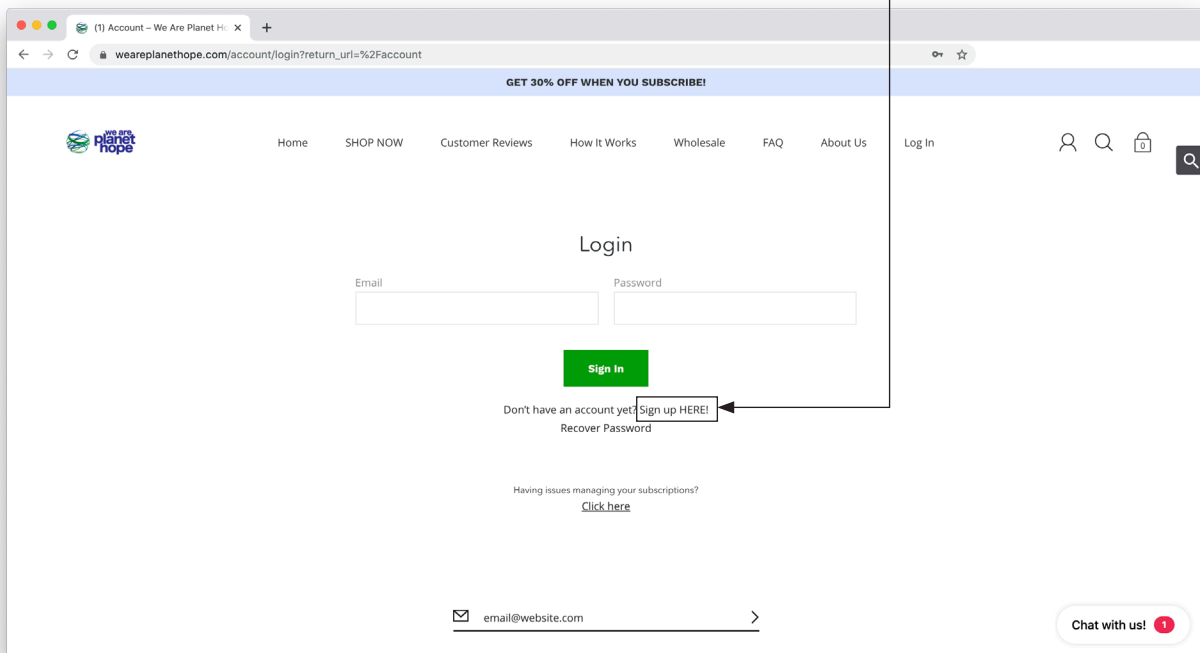 (1) Account – We Are Planet Ho
weareplanethope.com/account/login?return_url=%2Faccount
GET 30% OFF WHEN YOU SUBSCRIBE!
we are
planet
hope
Home SHOP NOW Customer Reviews How It Works Wholesale FAQ About Us Log In
0
Login
Email Password
Sign In
Don't have an account yet? Sign up HERE!
Recover Password
Having issues managing your subscriptions?
Click here
email@website.com
Chat with us! 1